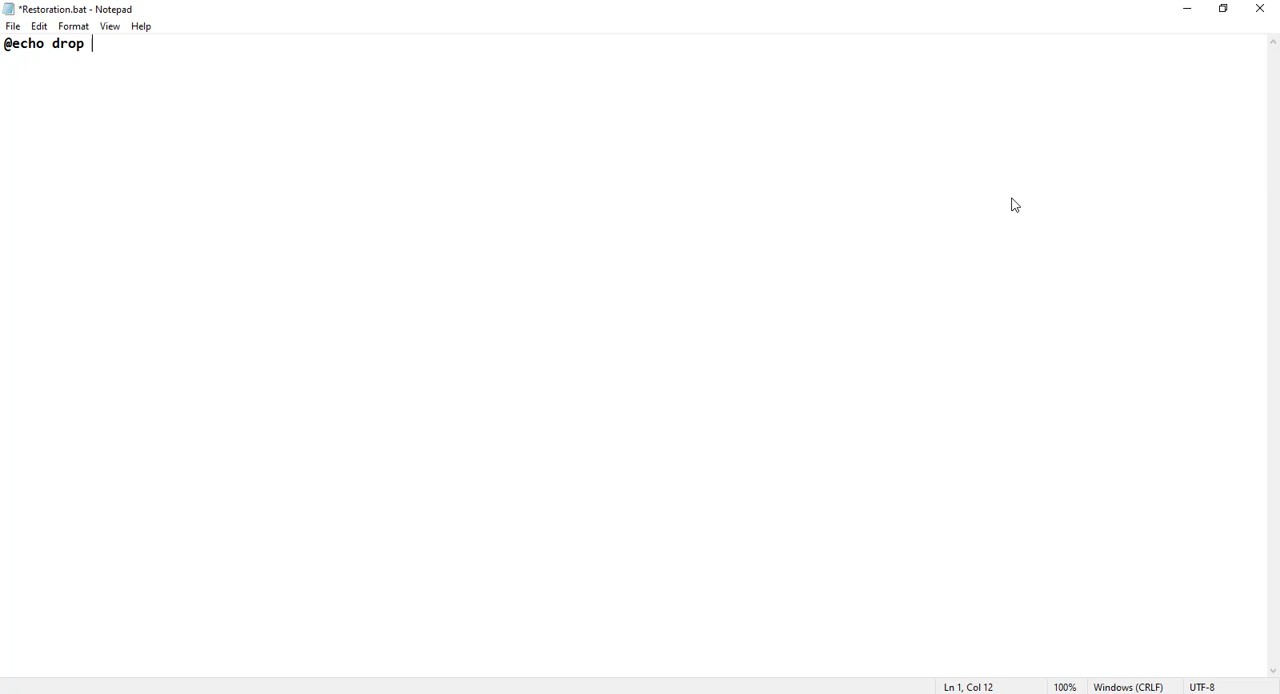 *Restoration.bat - Notepad
File Edit Format View Help
@echo drop
Ln 1, Col 12 100% Windows (CRLF) UTF-8